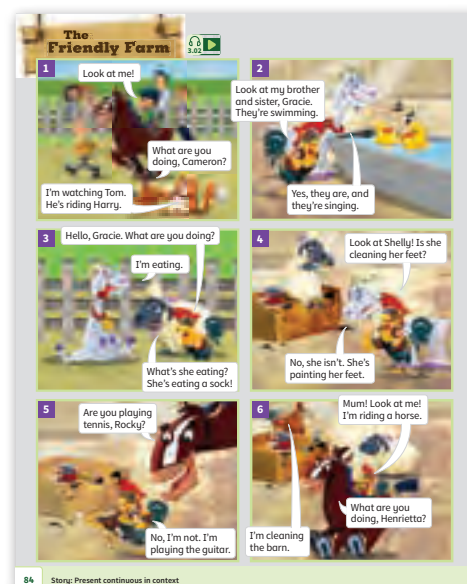 The
Friendly Farm
3.02
1
Look at me!
What are you
doing, Cameron?
I'm watching Tom.
He's riding Harry.
2
Look at my brother
and sister, Gracie.
They're swimming.
Yes, they are, and
they're singing.
3
Hello, Gracie. What are you doing?
I'm eating.
What's she eating?
She's eating a sock!
4
Look at Shelly! Is she
cleaning her feet?
No, she isn't. She's
painting her feet.
5
Are you playing
tennis, Rocky?
No, I'm not. I'm
playing the guitar.
6
Mum! Look at me!
I'm riding a horse.
What are you
doing, Henrietta?
I'm cleaning
the barn.
84 Story: Present continuous in context